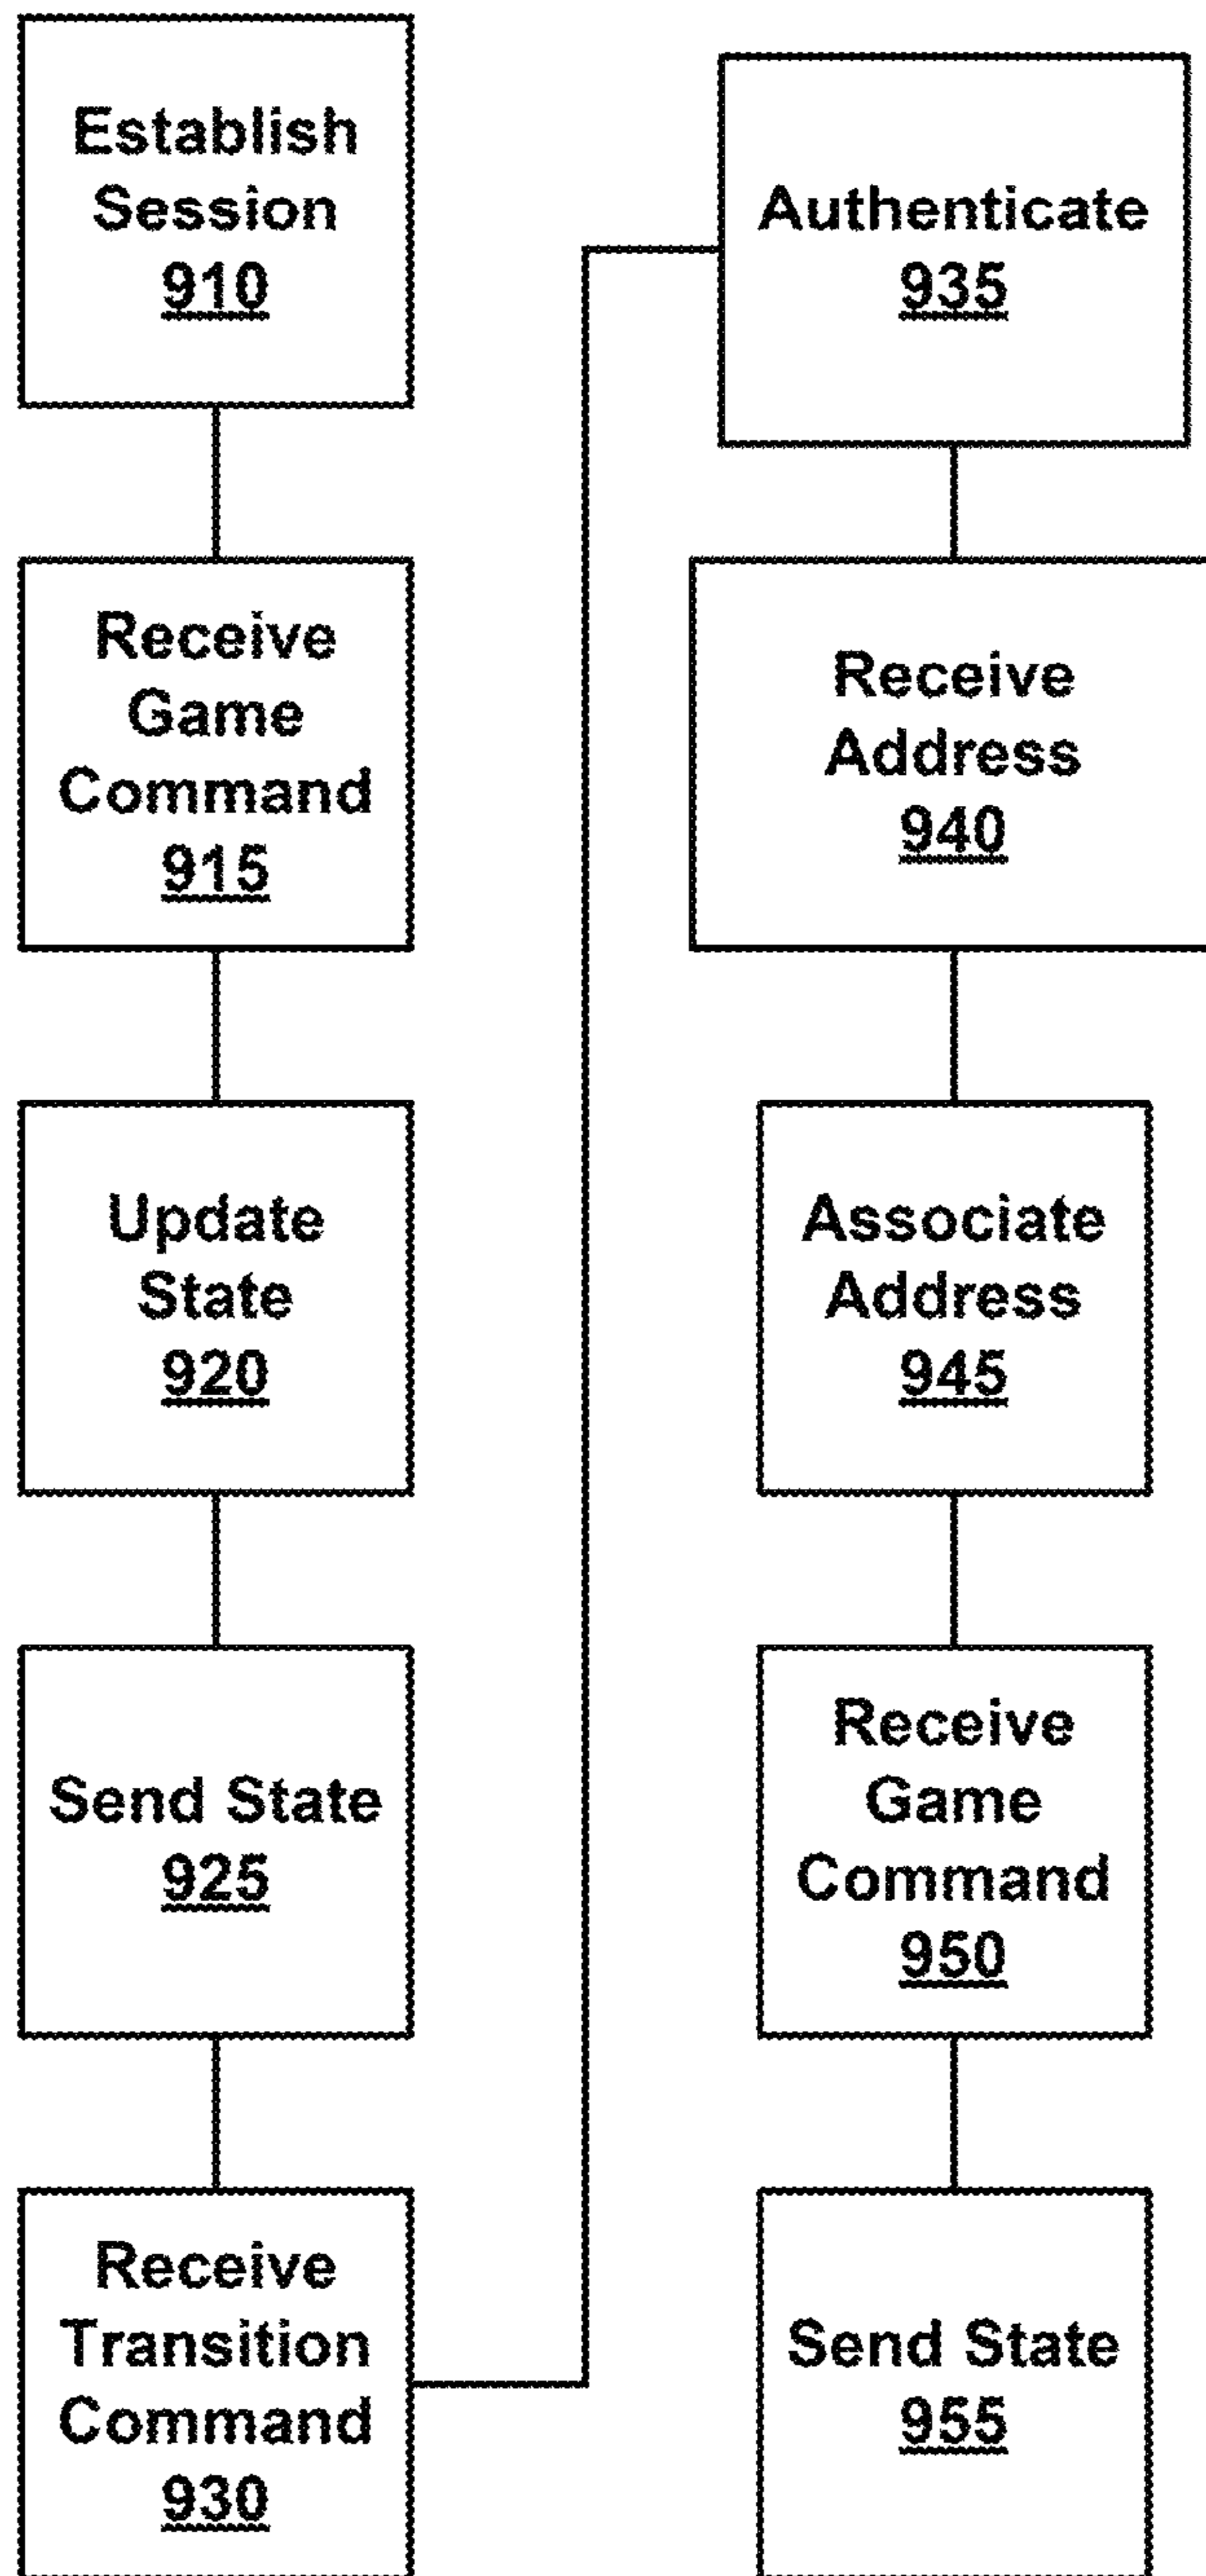 Establish
Session
910
Receive
Game
Command
915
Update
State
920
Send State
925
Receive
Transition
Command
930
Authenticate
935
Receive
Address
940
Associate
Address
945
Receive
Game
Command
950
Send State
955